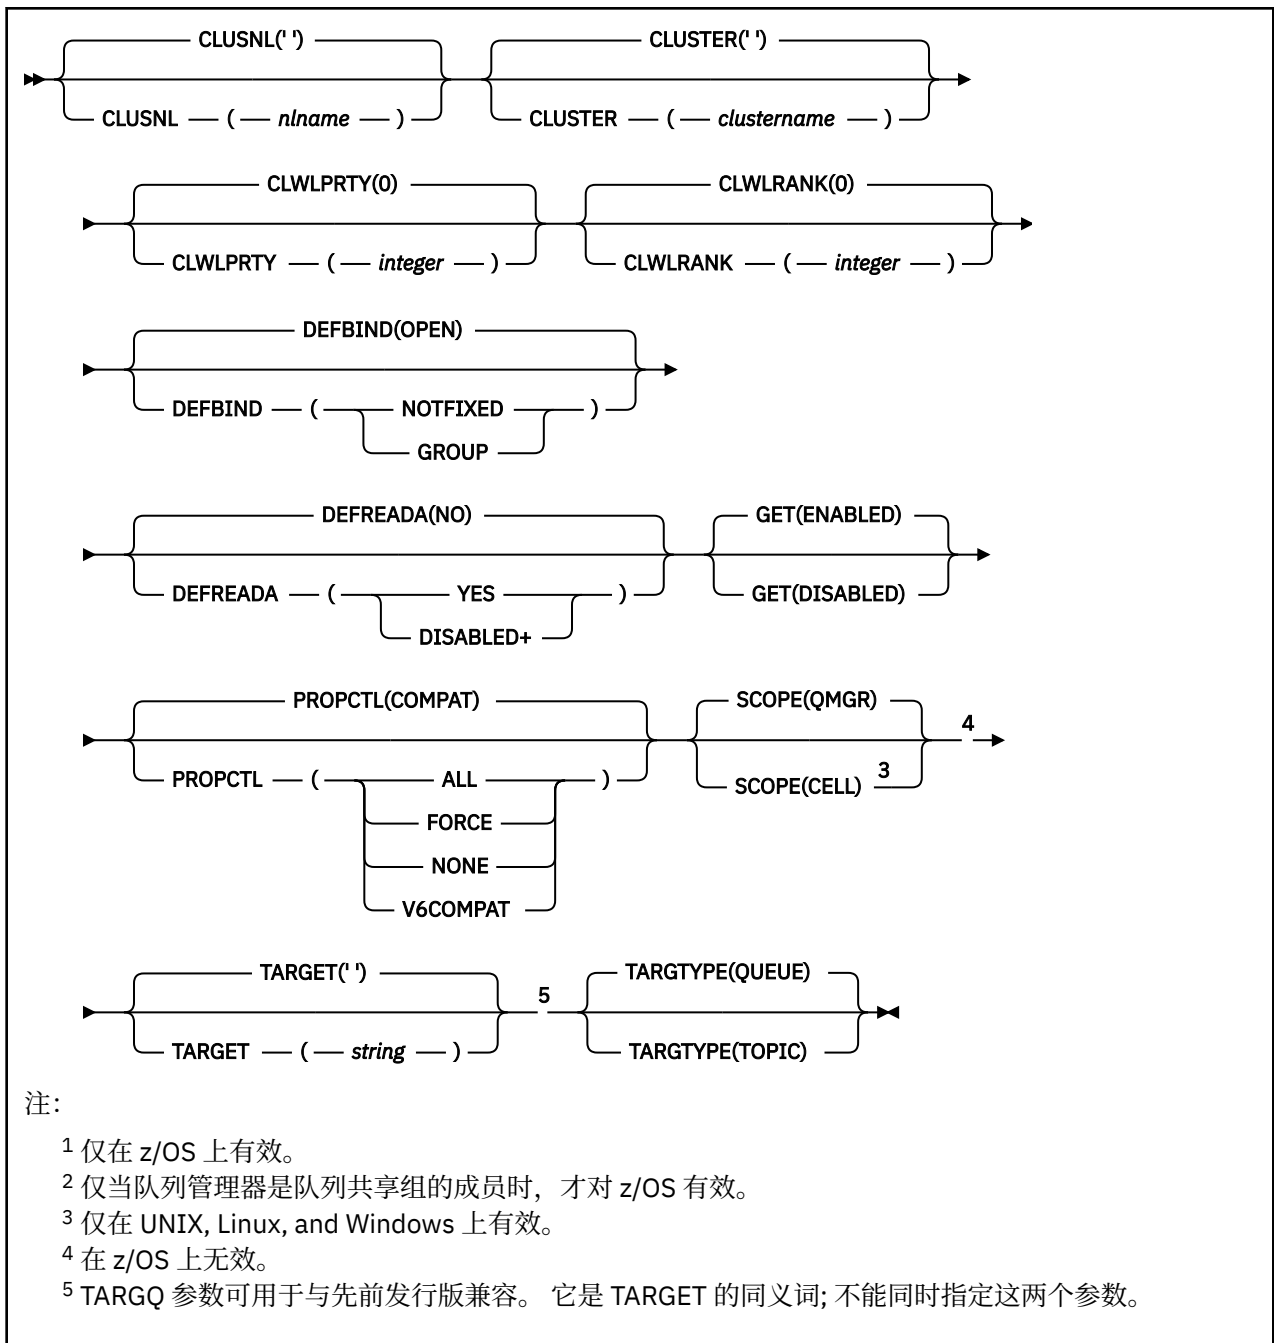 CLUSNL(' ') CLUSTER(' ')
CLUSNL ( nlname ) CLUSTER ( clustername )
CLWLPRTY(0) CLWLRANK(0)
CLWLPRTY ( integer ) CLWLRANK ( integer )
DEFBIND(OPEN)
DEFBIND ( NOTFIXED )
GROUP
DEFREADA(NO) GET(ENABLED)
DEFREADA ( YES ) GET(DISABLED)
DISABLED+
PROPCTL(COMPAT) SCOPE(QMGR) 4
PROPCTL ( ALL ) SCOPE(CELL) 3
FORCE
NONE
V6COMPAT
TARGET(' ') 5 TARGTYPE(QUEUE)
TARGET ( string ) TARGTYPE(TOPIC)
注：
1 仅在 z/OS 上有效。
2 仅当队列管理器是队列共享组的成员时，才对 z/OS 有效。
3 仅在 UNIX, Linux, and Windows 上有效。
4 在 z/OS 上无效。
5 TARGQ 参数可用于与先前发行版兼容。 它是 TARGET 的同义词; 不能同时指定这两个参数。